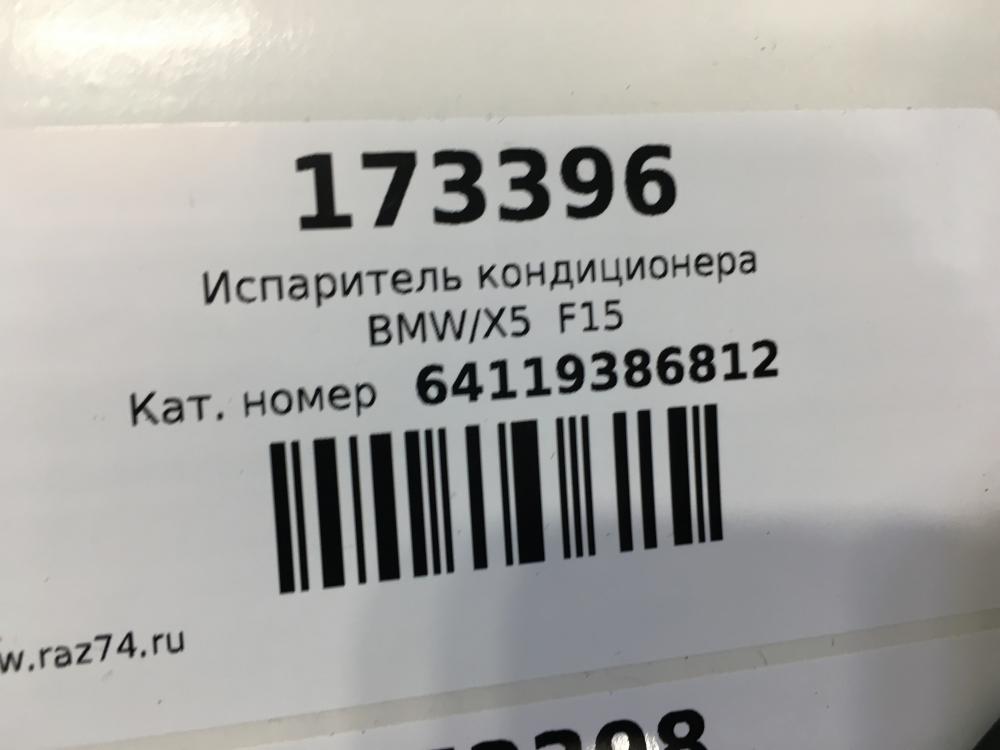 173396
Испаритель кондиционера
BMW/X5 F15
Кат. номер 64119386812
w.raz74.ru